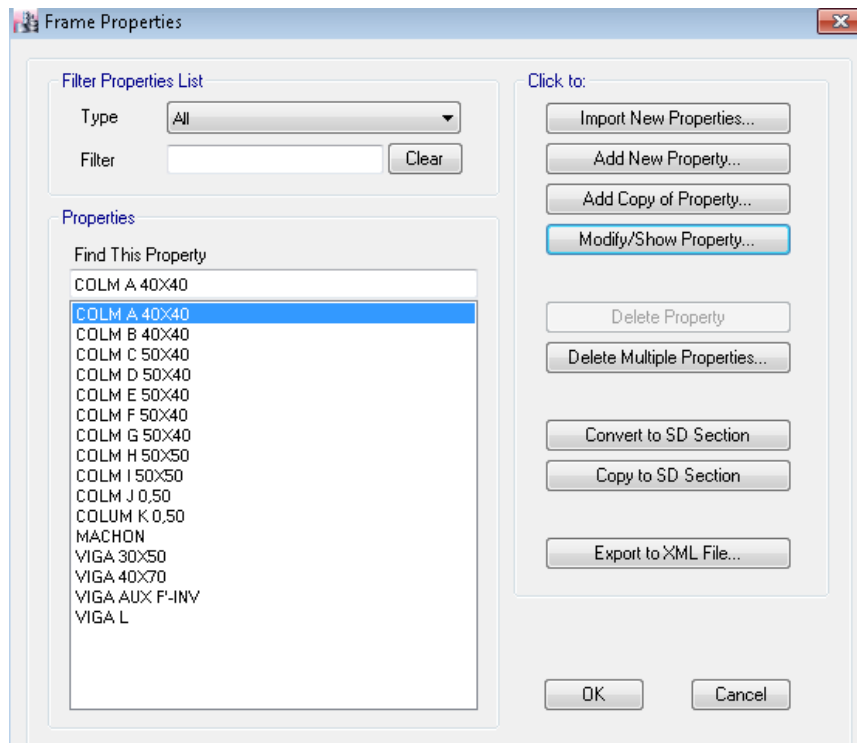 Frame Properties
Filter Properties List
Type
All
Filter
Clear
Properties
Find This Property
COLM A 40X40
COLM A 40X40
COLM B 40X40
COLM C 50X40
COLM D 50X40
COLM E 50X40
COLM F 50X40
COLM G 50X40
COLM H 50X50
COLM I 50X50
COLM J 0,50
COLUM K 0,50
MACHON
VIGA 30X50
VIGA 40X70
VIGA AUX F'-INV
VIGA L
Click to:
Import New Properties...
Add New Property...
Add Copy of Property...
Modify/Show Property...
Delete Property
Delete Multiple Properties...
Convert to SD Section
Copy to SD Section
Export to XML File...
OK
Cancel